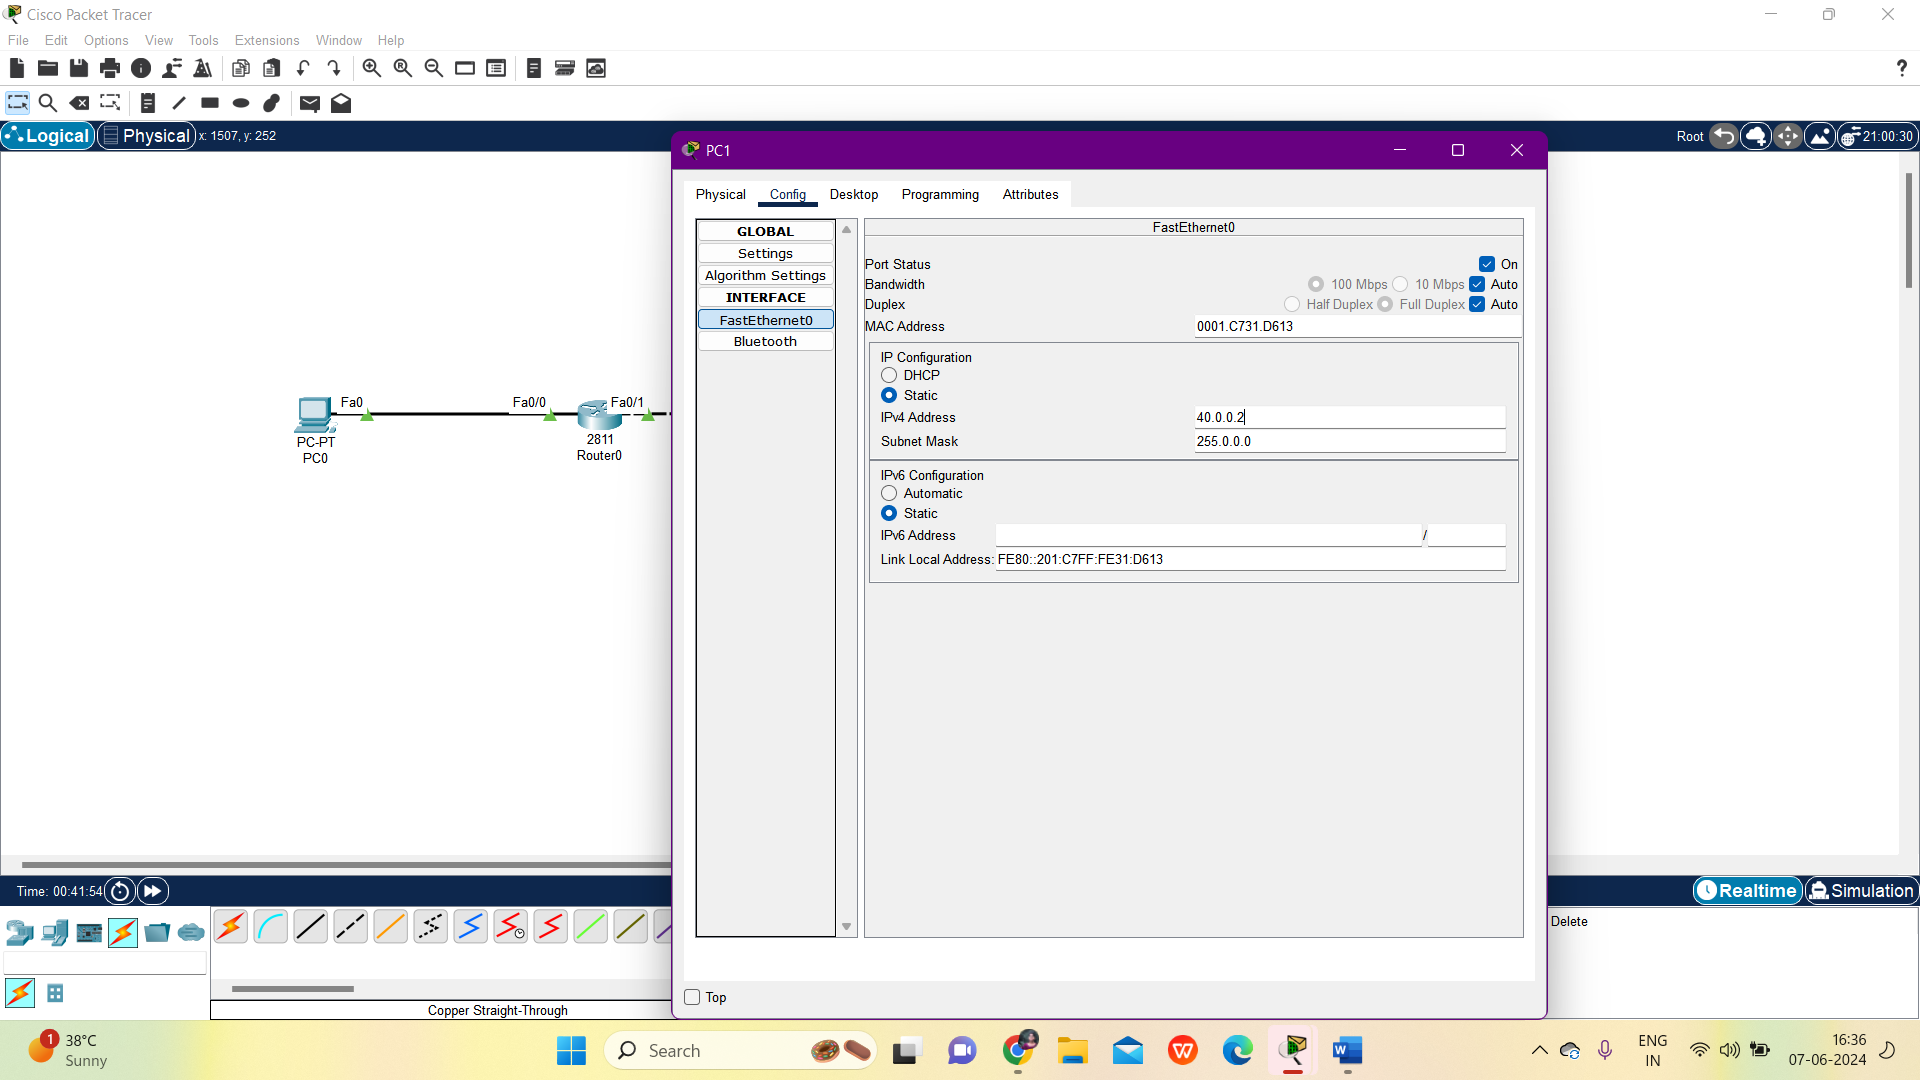 Cisco Packet Tracer
File Edit Options View Tools Extensions Window Help
Logical Physical x: 1507, y: 252
Root 21:00:30
PC1
Physical Config Desktop Programming Attributes
GLOBAL
Settings
Algorithm Settings
INTERFACE
FastEthernet0
Bluetooth
FastEthernet0
Port Status On
Bandwidth 100 Mbps 10 Mbps Auto
Duplex Half Duplex Full Duplex Auto
MAC Address 0001.C731.D613
IP Configuration
DHCP
Static
IPv4 Address 40.0.0.2
Subnet Mask 255.0.0.0
IPv6 Configuration
Automatic
Static
IPv6 Address /
Link Local Address: FE80::201:C7FF:FE31:D613
Top
Fa0 Fa0/0 Fa0/1
PC-PT
PC0
2811
Router0
Time: 00:41:54
Realtime Simulation
Delete
Copper Straight-Through
1
38°C
Sunny
Search
W
W
ENG
IN
16:36
07-06-2024